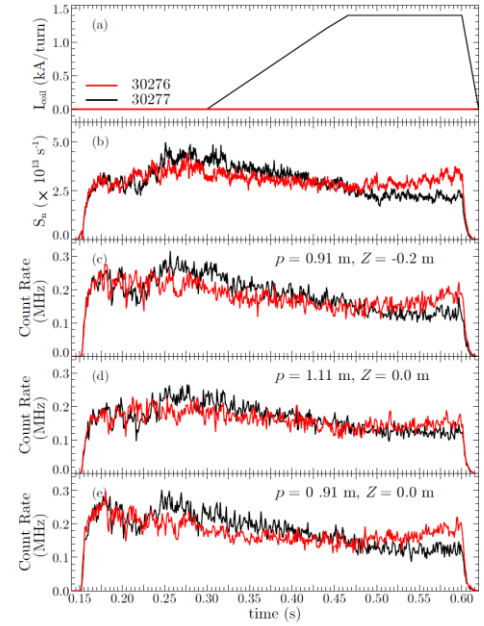 1.5
1.0
0.5
0.0
I_coil (kA/turn)
(a)
30276
30277
5.0
2.5
0.0
S_n (× 10^13 s^-1)
(b)
0.3
0.2
0.1
0.0
Count Rate
(MHz)
(c)
p = 0.91 m, Z = -0.2 m
0.3
0.2
0.1
0.0
Count Rate
(MHz)
(d)
p = 1.11 m, Z = 0.0 m
0.3
0.2
0.1
0.0
Count Rate
(MHz)
(e)
p = 0 .91 m, Z = 0.0 m
0.15 0.20 0.25 0.30 0.35 0.40 0.45 0.50 0.55 0.60
time (s)